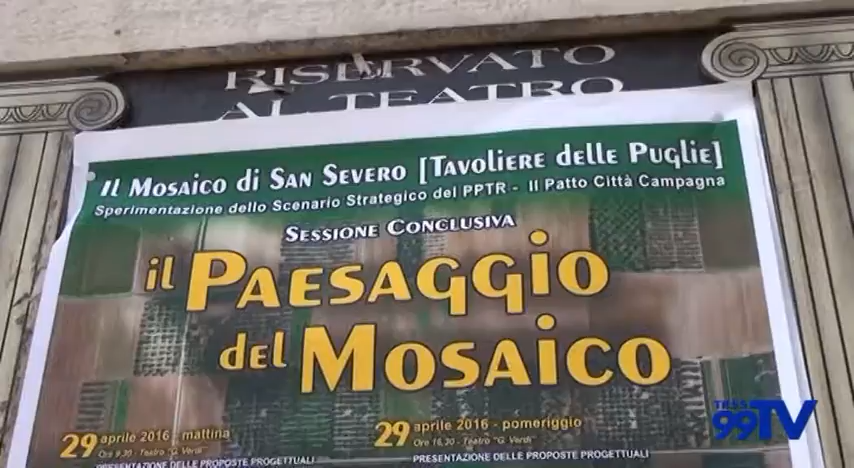 RISERVATO
AL TEATRO
IL MOSAICO di SAN SEVERO [TAVOLIERE delle PUGLIE]
Sperimentazione dello Scenario Strategico del PPTR - Il Patto Città Campagna
SESSIONE CONCLUSIVA
il PAESAGGIO
del MOSAICO
29 aprile 2016 - mattina
Ore 9,30 - Teatro "G. Verdi"
PRESENTAZIONE DELLE PROPOSTE PROGETTUALI
29 aprile 2016 - pomeriggio
Ore 16,30 - Teatro "G. Verdi"
PRESENTAZIONE DELLE PROPOSTE PROGETTUALI
99TV